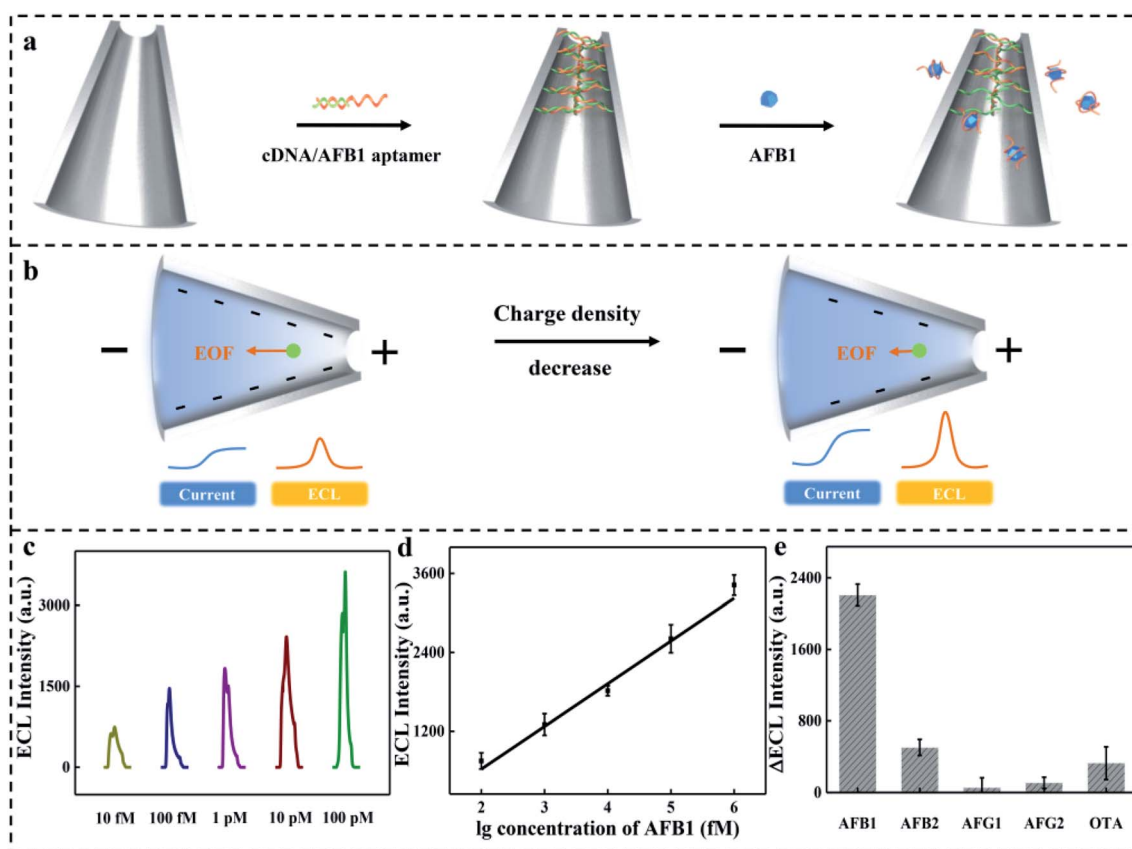 a
cDNA/AFB1 aptamer
AFB1
b
− EOF +
Charge density
decrease
− EOF +
Current ECL
Current ECL
c
ECL Intensity (a.u.)
3000
1500
0
10 fM 100 fM 1 pM 10 pM 100 pM
d
ECL Intensity (a.u.)
3600
2400
1200
2 3 4 5 6
lg concentration of AFB1 (fM)
e
ΔECL Intensity (a.u.)
2400
1600
800
0
AFB1 AFB2 AFG1 AFG2 OTA